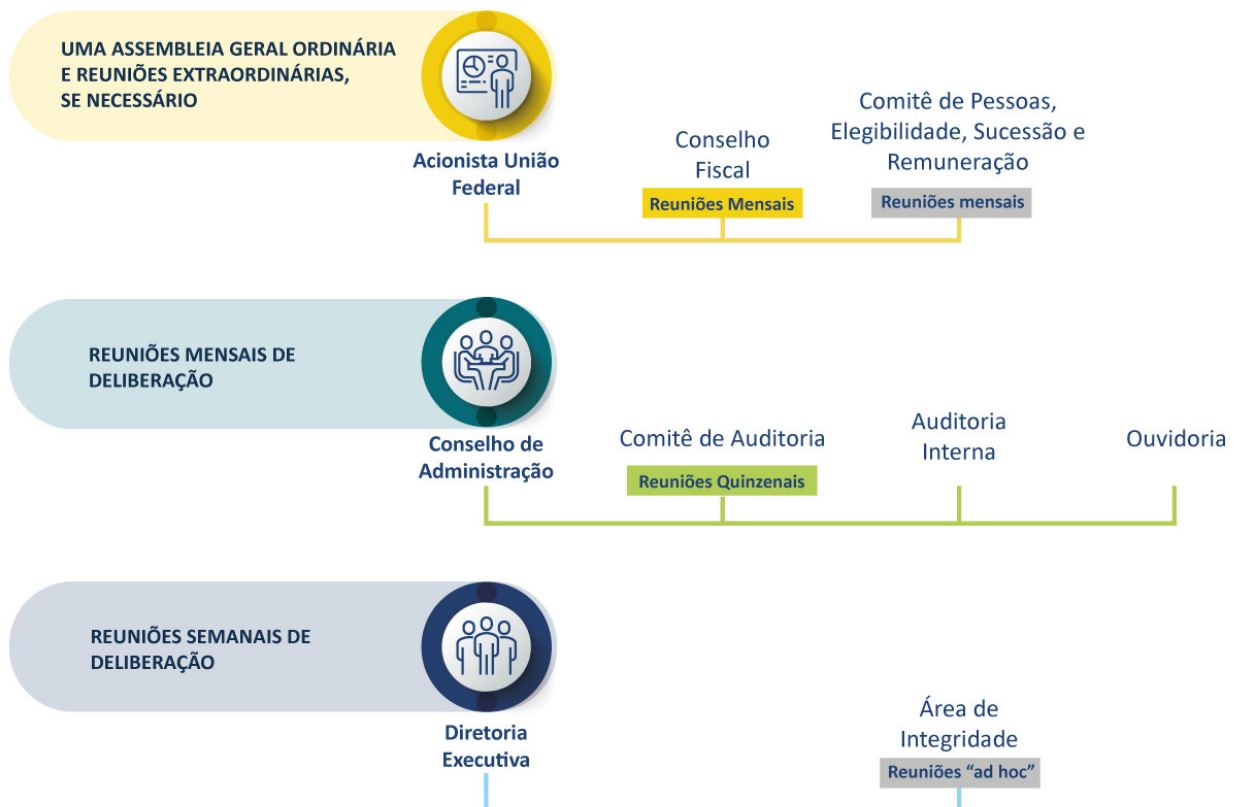 UMA ASSEMBLEIA GERAL ORDINÁRIA
E REUNIÕES EXTRAORDINÁRIAS,
SE NECESSÁRIO
Acionista União
Federal
Conselho
Fiscal
Reuniões Mensais
Comitê de Pessoas,
Elegibilidade, Sucessão e
Remuneração
Reuniões mensais
REUNIÕES MENSAIS DE
DELIBERAÇÃO
Conselho de
Administração
Comitê de Auditoria
Reuniões Quinzenais
Auditoria
Interna
Ouvidoria
REUNIÕES SEMANAIS DE
DELIBERAÇÃO
Diretoria
Executiva
Área de
Integridade
Reuniões “ad hoc”